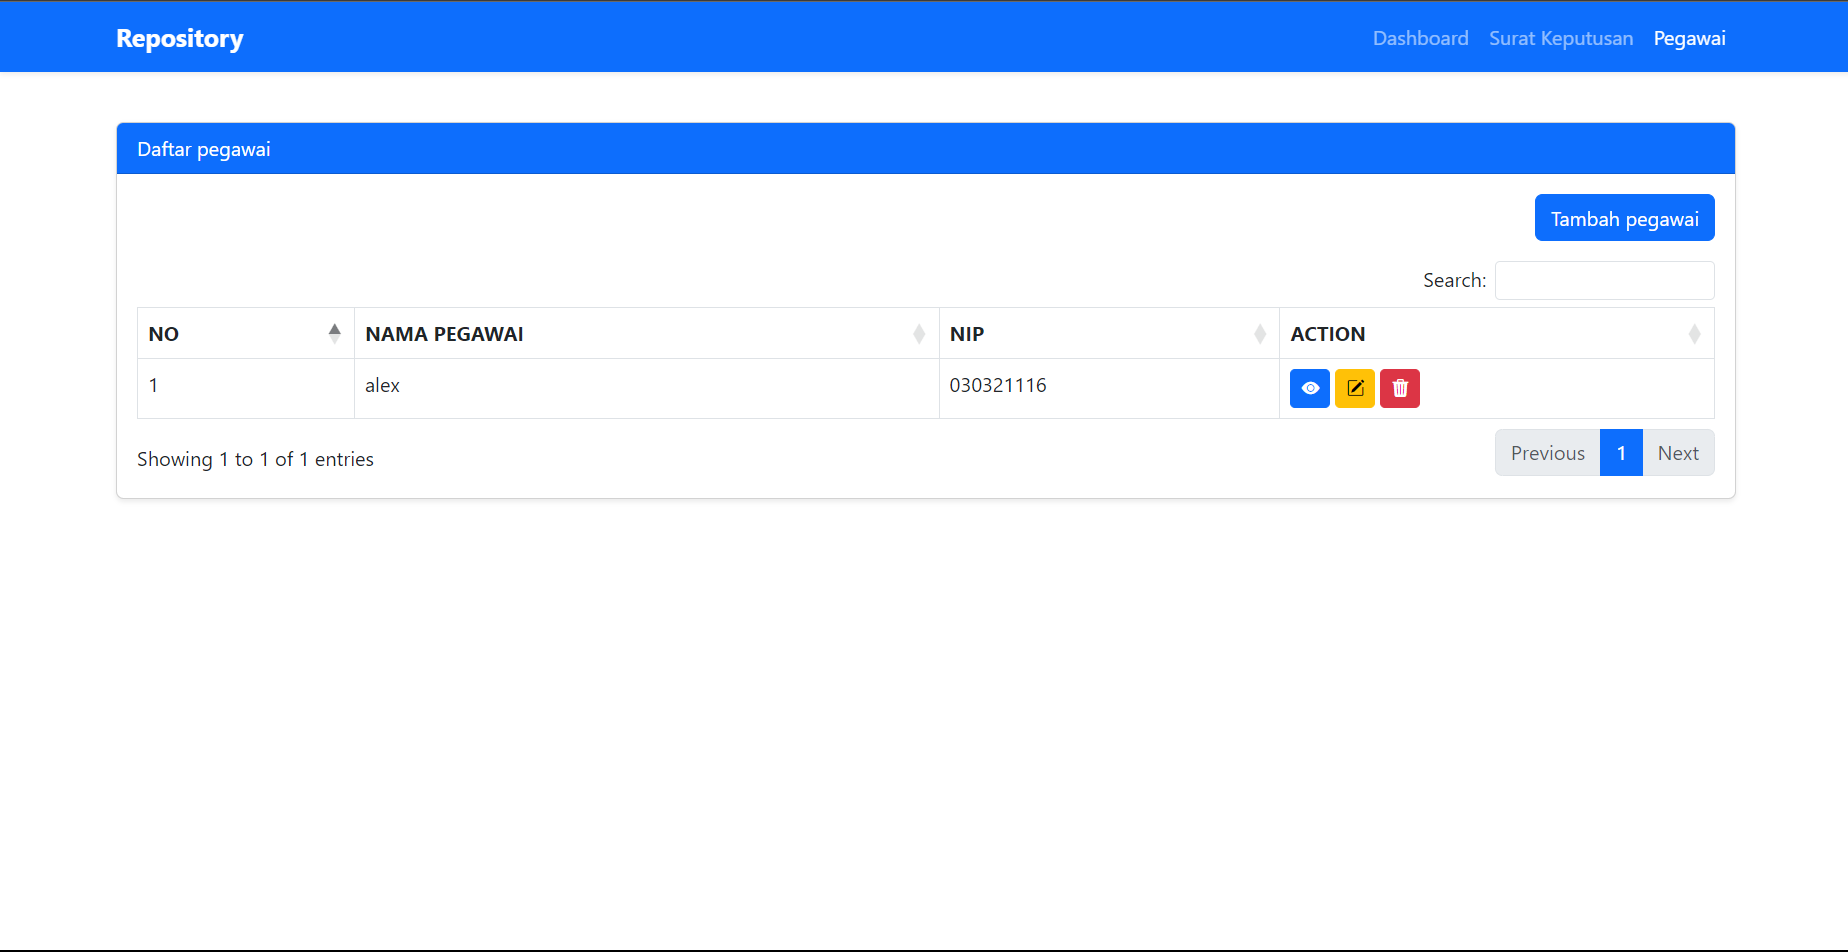 Repository
Dashboard Surat Keputusan Pegawai
Daftar pegawai
Tambah pegawai
Search:
NO NAMA PEGAWAI NIP ACTION
1 alex 030321116
Showing 1 to 1 of 1 entries
Previous 1 Next